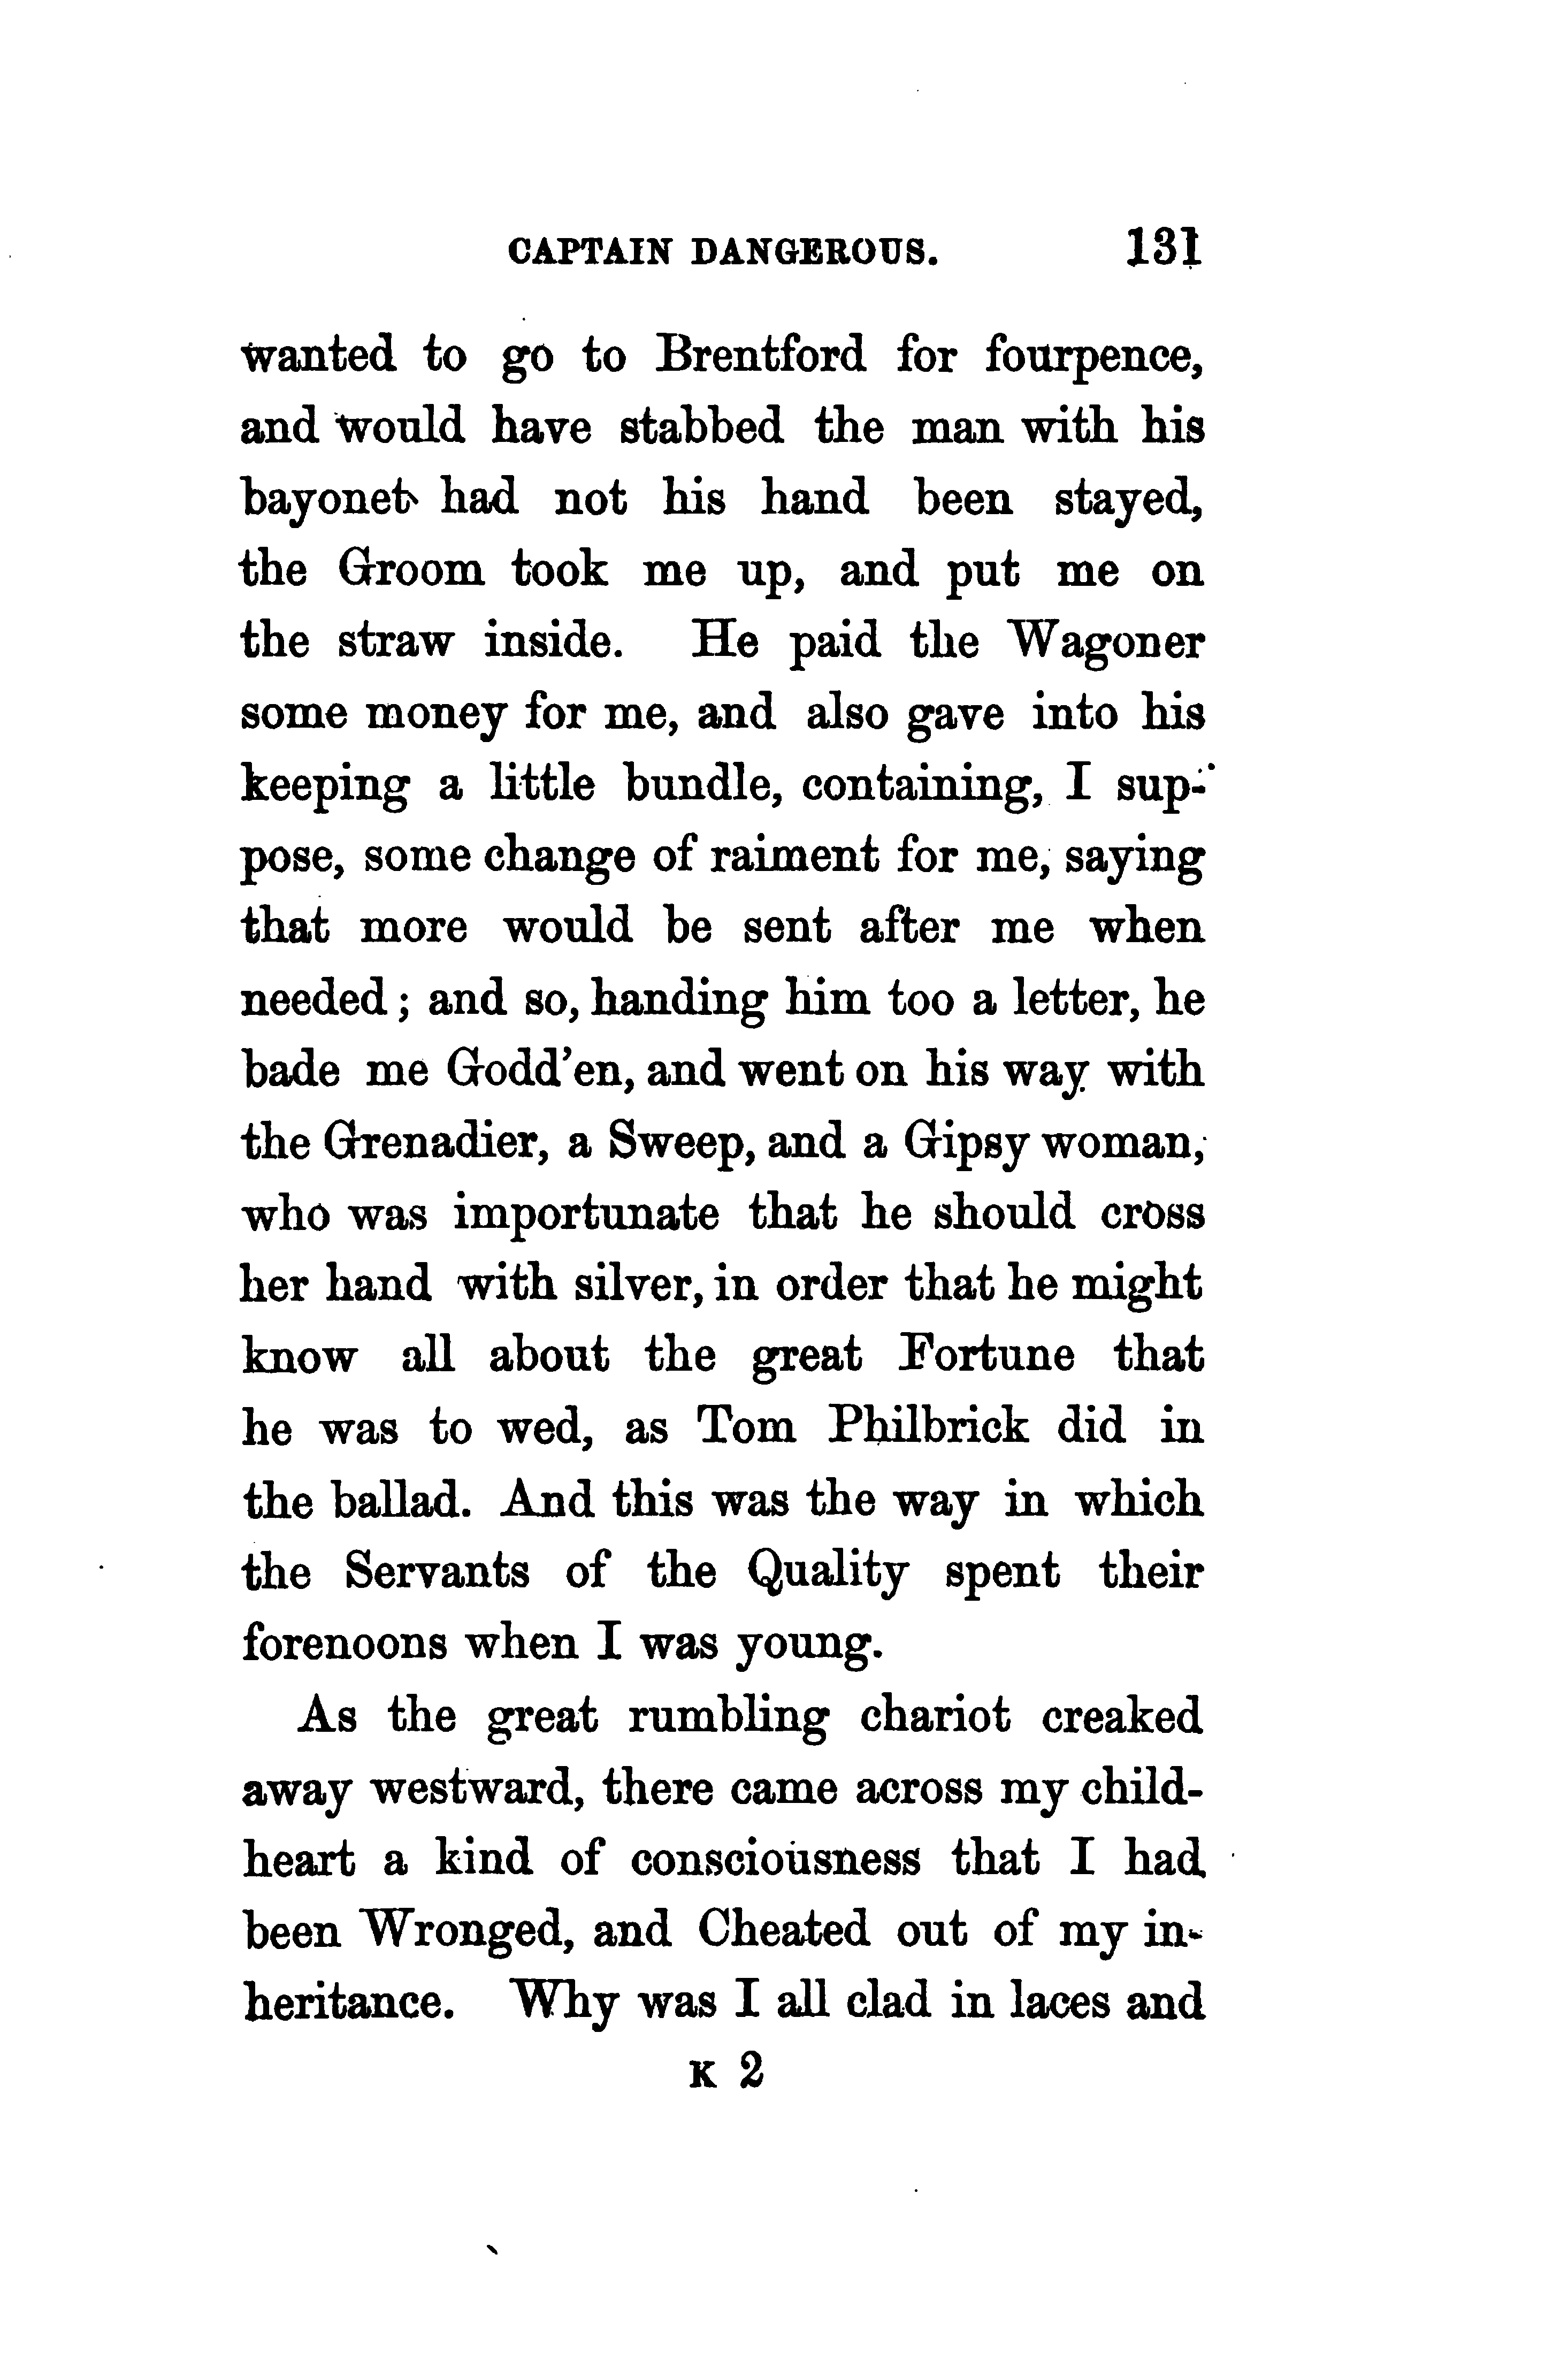 CAPTAIN DANGEROUS. 131
wanted to go to Brentford for fourpence,
and would have stabbed the man with his
bayonet had not his hand been stayed,
the Groom took me up, and put me on
the straw inside. He paid the Wagoner
some money for me, and also gave into his
keeping a little bundle, containing, I sup-
pose, some change of raiment for me, saying
that more would be sent after me when
needed; and so, handing him too a letter, he
bade me Godd'en, and went on his way with
the Grenadier, a Sweep, and a Gipsy woman,
who was importunate that he should cross
her hand with silver, in order that he might
know all about the great Fortune that
he was to wed, as Tom Philbrick did in
the ballad. And this was the way in which
the Servants of the Quality spent their
forenoons when I was young.
As the great rumbling chariot creaked
away westward, there came across my child-
heart a kind of consciousness that I had
been Wronged, and Cheated out of my in-
heritance. Why was I all clad in laces and
K 2